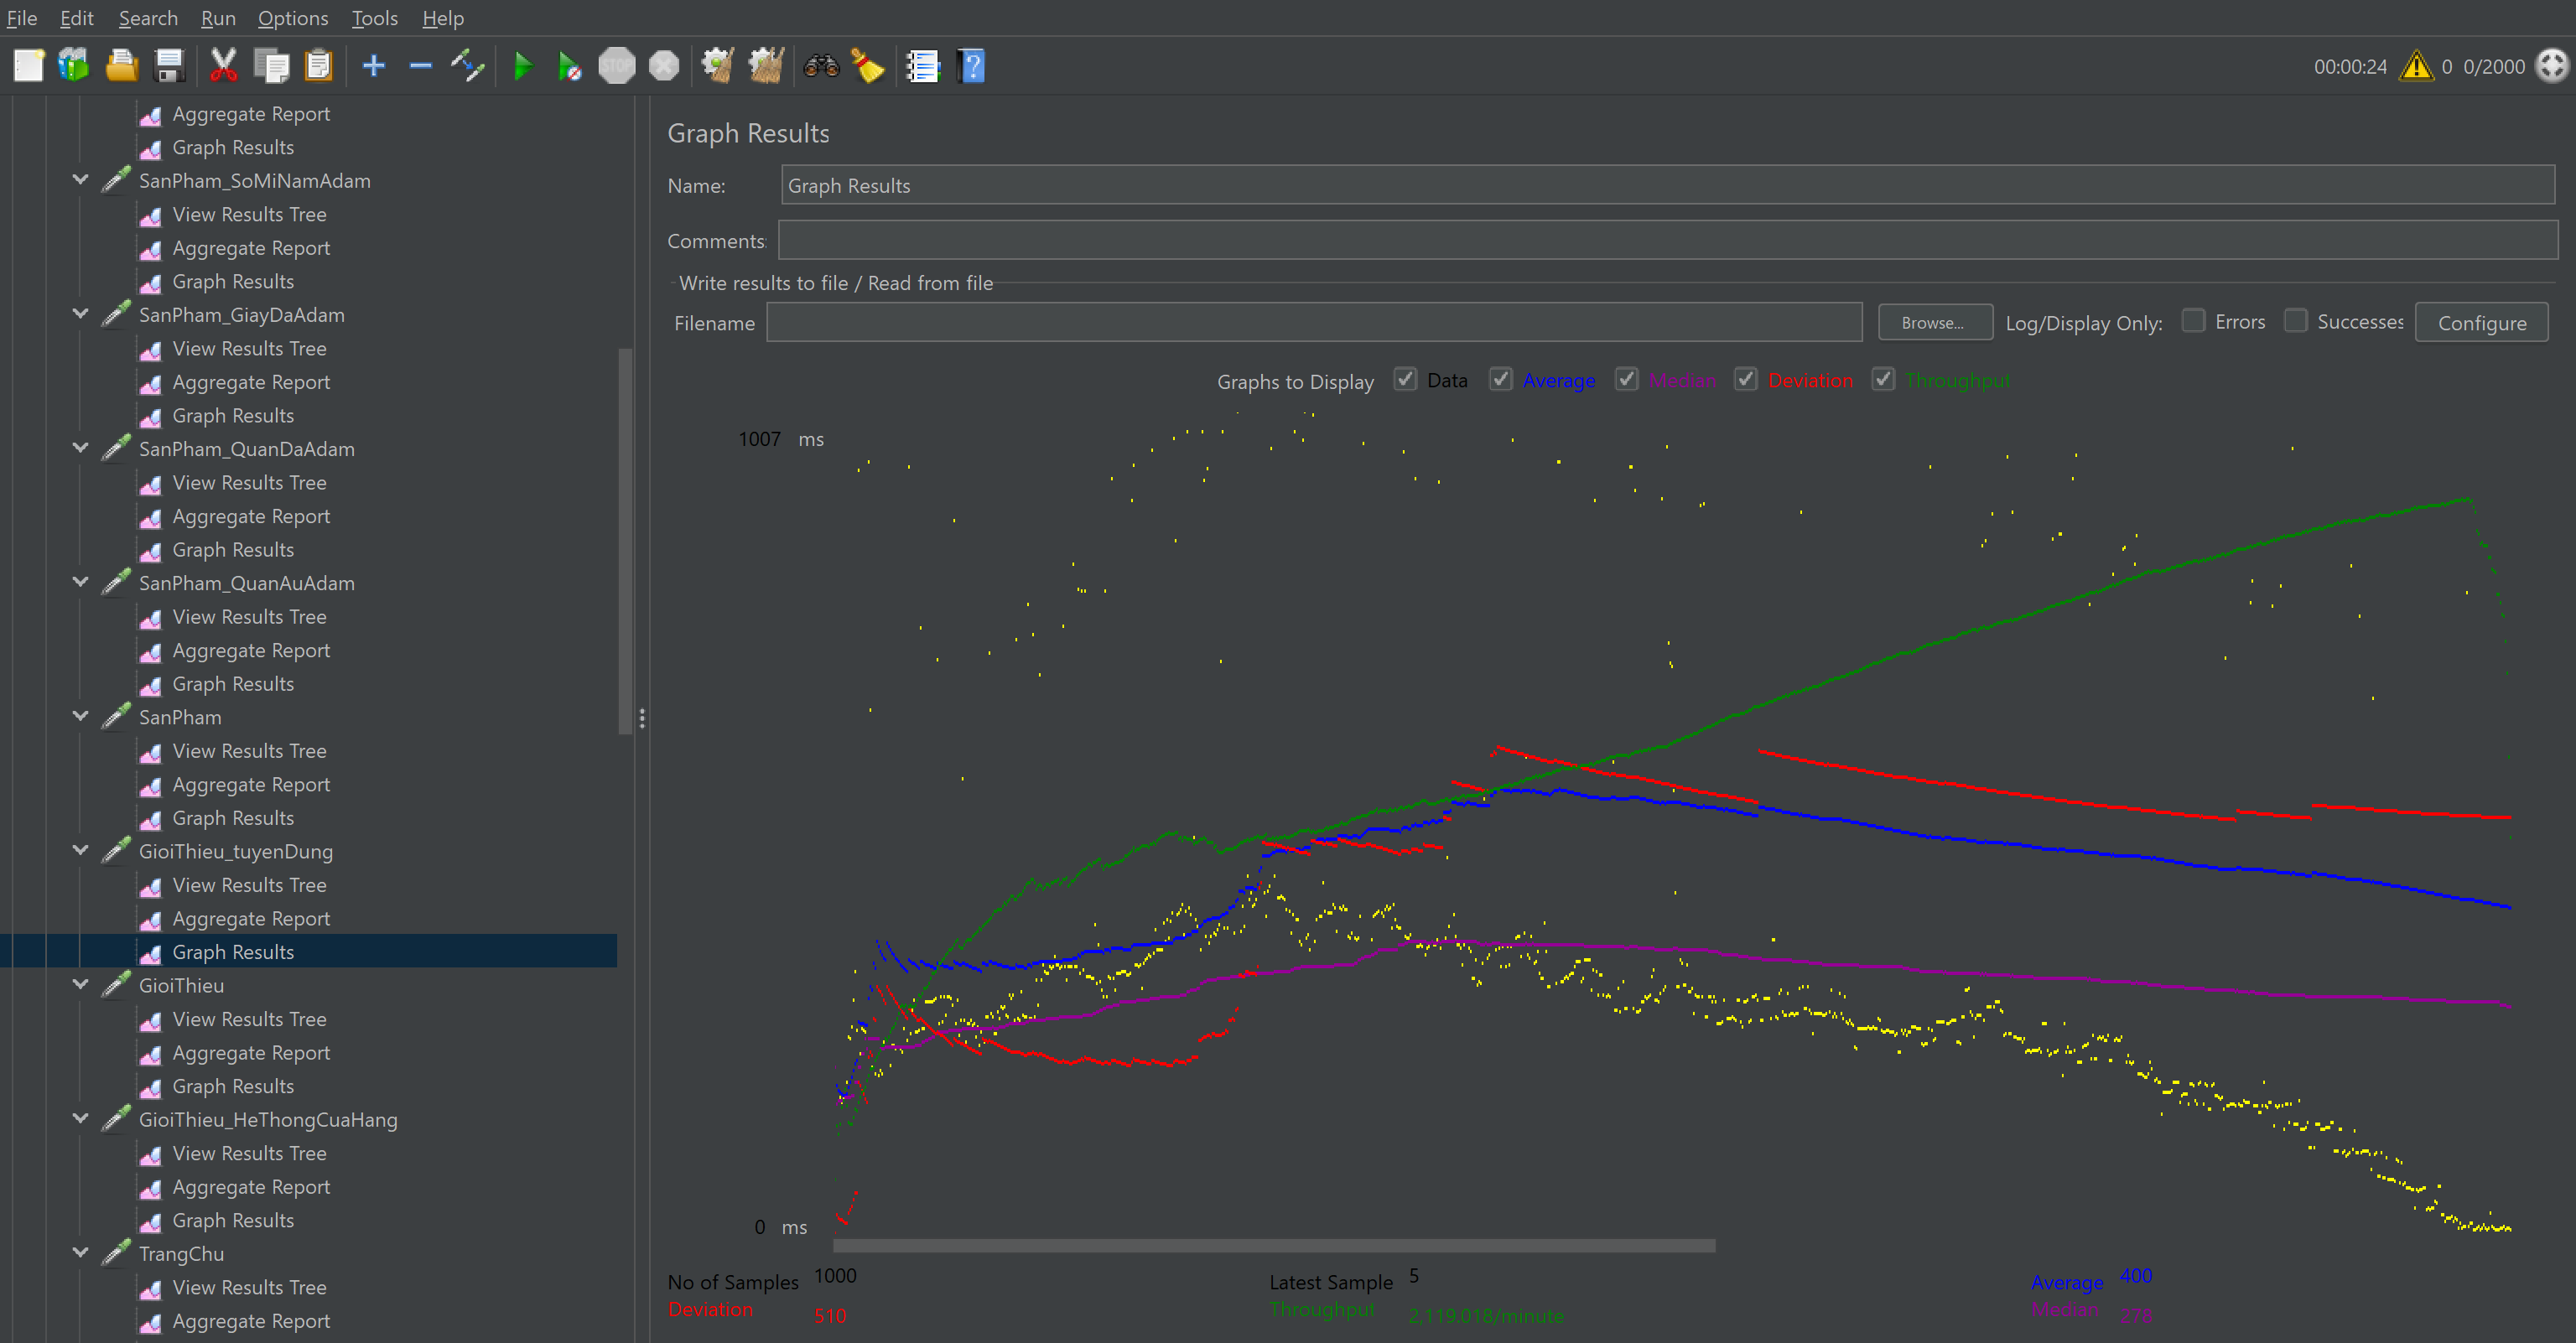 File Edit Search Run Options Tools Help
STOP
00:00:24 0 0/2000
Aggregate Report
Graph Results
SanPham_SoMiNamAdam
View Results Tree
Aggregate Report
Graph Results
SanPham_GiayDaAdam
View Results Tree
Aggregate Report
Graph Results
SanPham_QuanDaAdam
View Results Tree
Aggregate Report
Graph Results
SanPham_QuanAuAdam
View Results Tree
Aggregate Report
Graph Results
SanPham
View Results Tree
Aggregate Report
Graph Results
GioiThieu_tuyenDung
View Results Tree
Aggregate Report
Graph Results
GioiThieu
View Results Tree
Aggregate Report
Graph Results
GioiThieu_HeThongCuaHang
View Results Tree
Aggregate Report
Graph Results
TrangChu
View Results Tree
Aggregate Report
Graph Results
Name: Graph Results
Comments:
Write results to file / Read from file
Filename Browse... Log/Display Only: Errors Successes Configure
Graphs to Display Data Average Median Deviation Throughput
1007 ms
0 ms
No of Samples 1000 Latest Sample 5 Average 400
Deviation 510 Throughput 2,119,018/minute Median 278